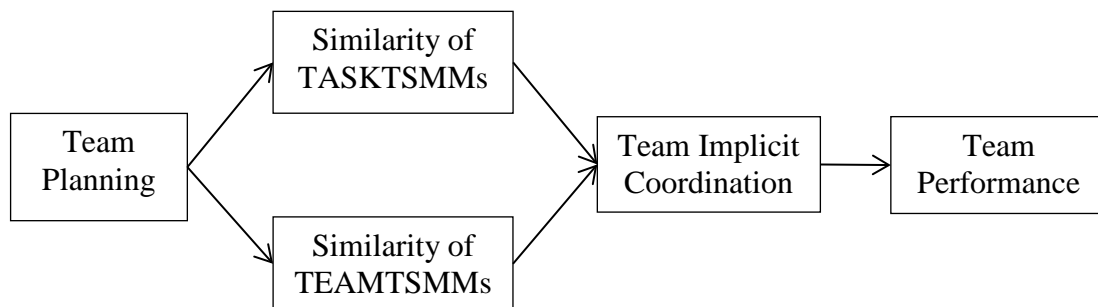 Team
Planning
Similarity of
TASKTSMMs
Similarity of
TEAMTSMMs
Team Implicit
Coordination
Team
Performance